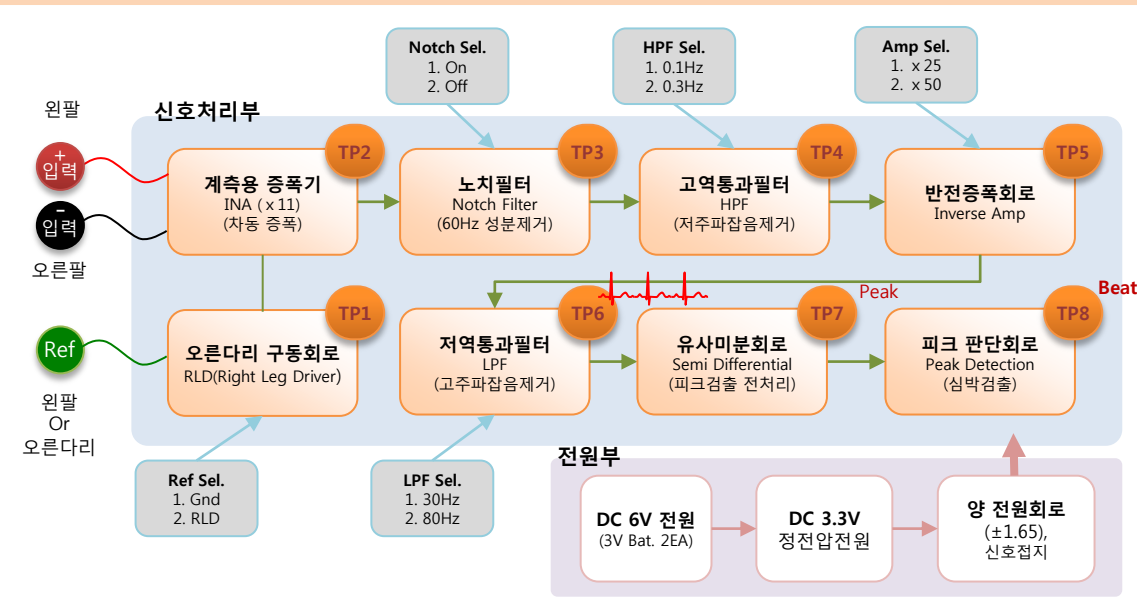 Notch Sel.
1. On
2. Off
HPF Sel.
1. 0.1Hz
2. 0.3Hz
Amp Sel.
1. x 25
2. x 50
왼팔
신호처리부
+
입력
-
입력
오른팔
TP2
계측용 증폭기
INA ( x 11)
(차동 증폭)
TP3
노치필터
Notch Filter
(60Hz 성분제거)
TP4
고역통과필터
HPF
(저주파잡음제거)
TP5
반전증폭회로
Inverse Amp
Ref
왼팔
Or
오른다리
TP1
오른다리 구동회로
RLD(Right Leg Driver)
TP6
저역통과필터
LPF
(고주파잡음제거)
Peak
TP7
유사미분회로
Semi Differential
(피크검출 전처리)
Beat
TP8
피크 판단회로
Peak Detection
(심박검출)
Ref Sel.
1. Gnd
2. RLD
LPF Sel.
1. 30Hz
2. 80Hz
전원부
DC 6V 전원
(3V Bat. 2EA)
DC 3.3V
정전압전원
양 전원회로
(±1.65),
신호접지